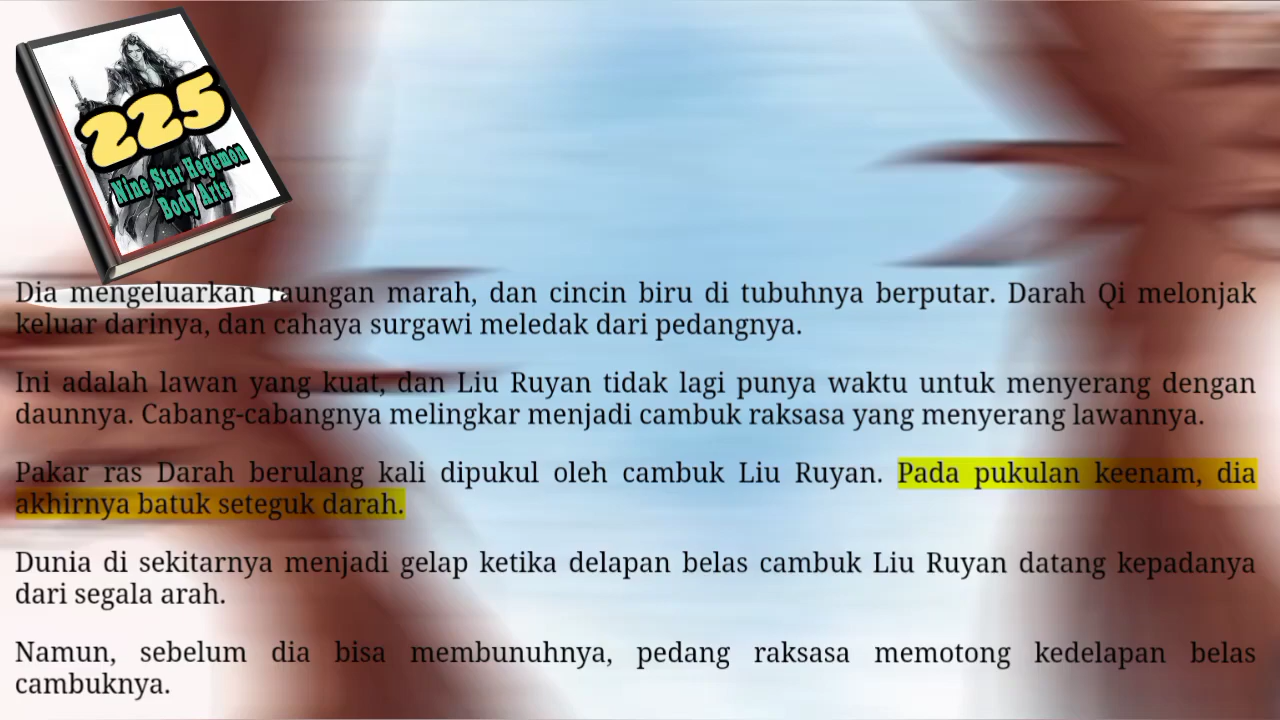 225
Nine Star Hegemon
Body Arts
Dia mengeluarkan raungan marah, dan cincin biru di tubuhnya berputar. Darah Qi melonjak
keluar darinya, dan cahaya surgawi meledak dari pedangnya.
Ini adalah lawan yang kuat, dan Liu Ruyan tidak lagi punya waktu untuk menyerang dengan
daunnya. Cabang-cabangnya melingkar menjadi cambuk raksasa yang menyerang lawannya.
Pakar ras Darah berulang kali dipukul oleh cambuk Liu Ruyan. Pada pukulan keenam, dia
akhirnya batuk seteguk darah.
Dunia di sekitarnya menjadi gelap ketika delapan belas cambuk Liu Ruyan datang kepadanya
dari segala arah.
Namun, sebelum dia bisa membunuhnya, pedang raksasa memotong kedelapan belas
cambuknya.